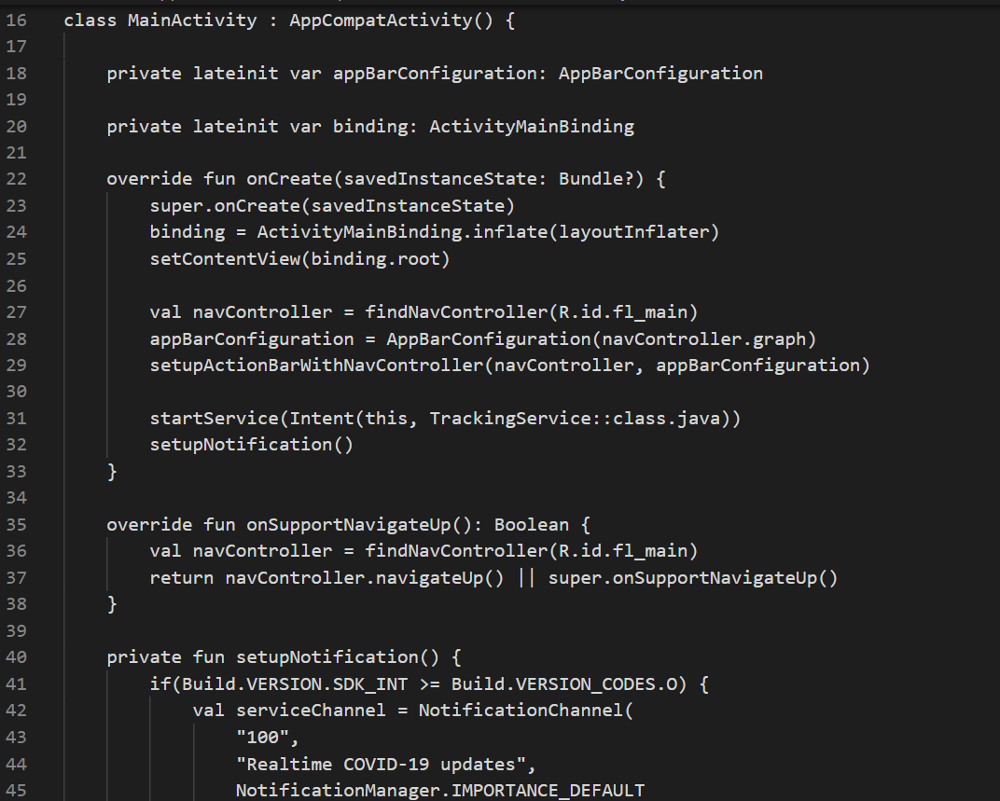 16 class MainActivity : AppCompatActivity() {
17
18     private lateinit var appBarConfiguration: AppBarConfiguration
19
20     private lateinit var binding: ActivityMainBinding
21
22     override fun onCreate(savedInstanceState: Bundle?) {
23         super.onCreate(savedInstanceState)
24         binding = ActivityMainBinding.inflate(layoutInflater)
25         setContentView(binding.root)
26
27         val navController = findNavController(R.id.fl_main)
28         appBarConfiguration = AppBarConfiguration(navController.graph)
29         setupActionBarWithNavController(navController, appBarConfiguration)
30
31         startService(Intent(this, TrackingService::class.java))
32         setupNotification()
33     }
34
35     override fun onSupportNavigateUp(): Boolean {
36         val navController = findNavController(R.id.fl_main)
37         return navController.navigateUp() || super.onSupportNavigateUp()
38     }
39
40     private fun setupNotification() {
41         if(Build.VERSION.SDK_INT >= Build.VERSION_CODES.O) {
42             val serviceChannel = NotificationChannel(
43                 "100",
44                 "Realtime COVID-19 updates",
45                 NotificationManager.IMPORTANCE_DEFAULT